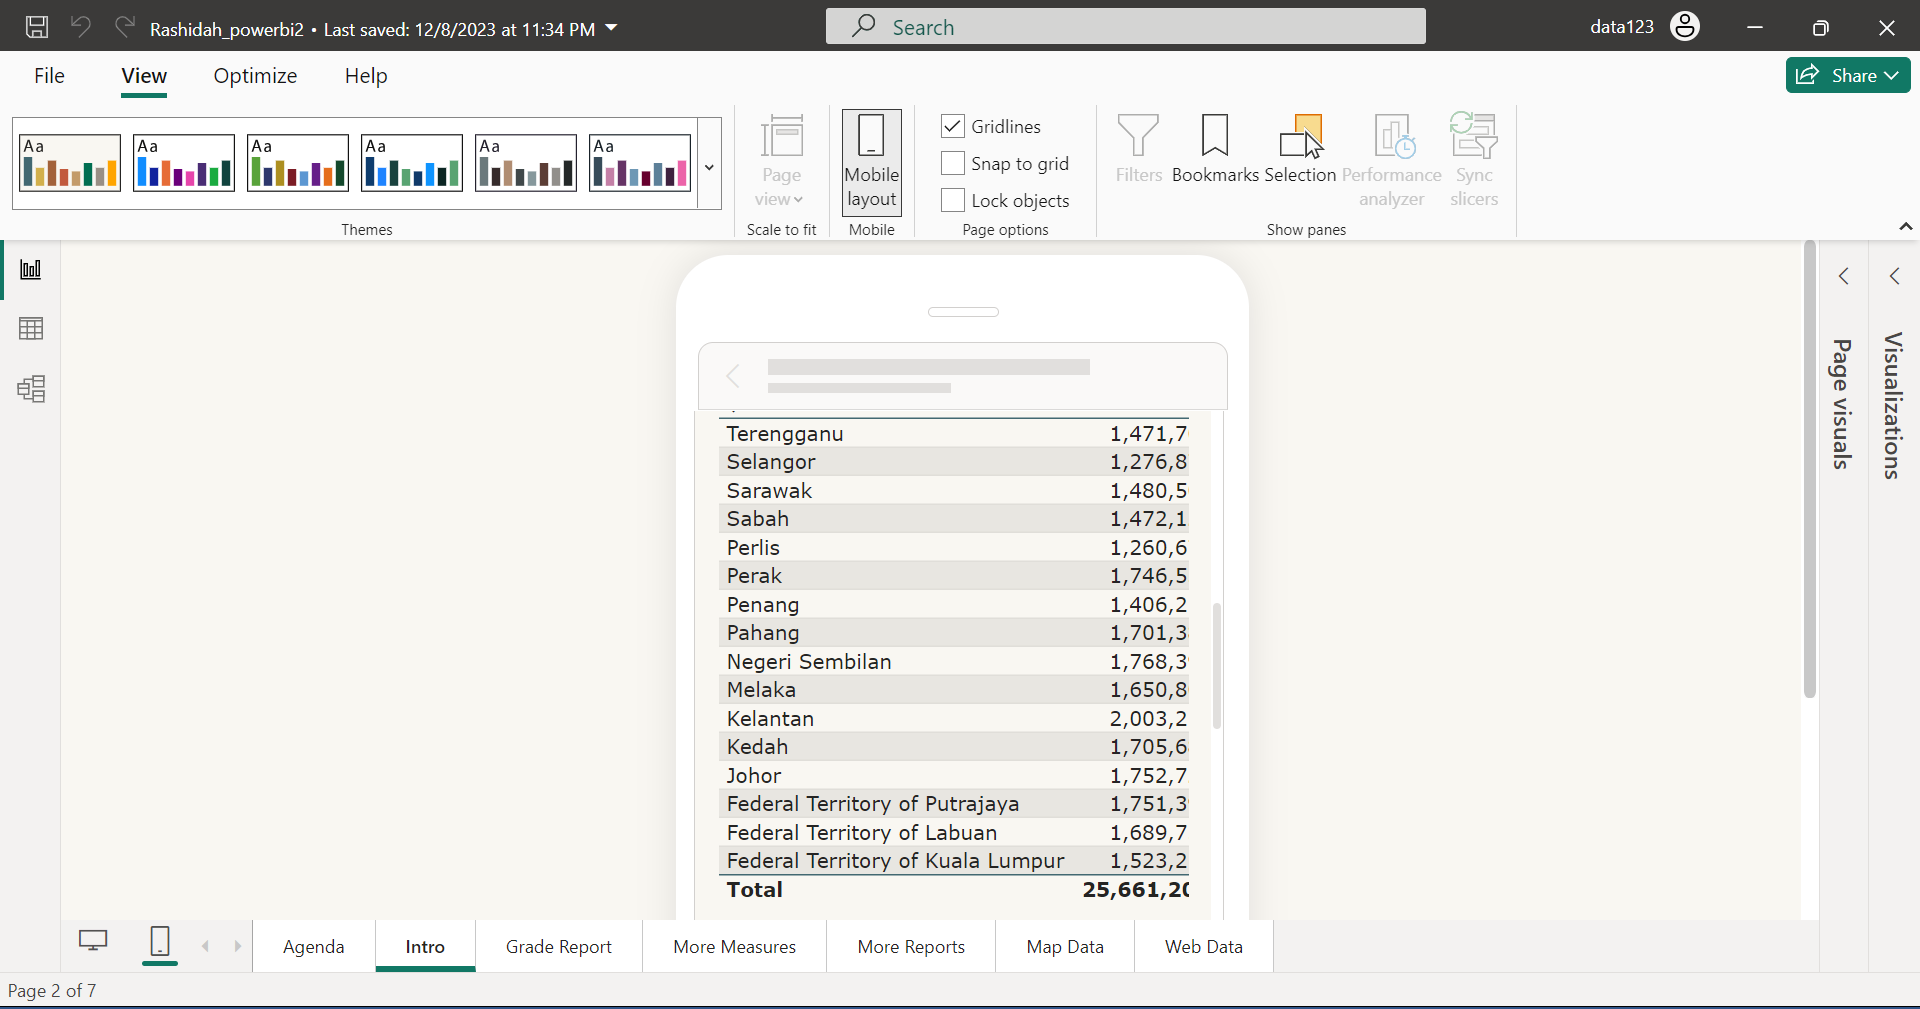 Rashidah_powerbi2 • Last saved: 12/8/2023 at 11:34 PM
Search
data123
File View Optimize Help
Share
Aa Aa Aa Aa Aa Aa
Themes
Page view
Scale to fit
Mobile layout
Mobile
Gridlines
Snap to grid
Lock objects
Page options
Filters
Bookmarks
Selection
Performance analyzer
Sync slicers
Show panes
Terengganu 1,471,7
Selangor 1,276,8
Sarawak 1,480,5
Sabah 1,472,1
Perlis 1,260,6
Perak 1,746,5
Penang 1,406,2
Pahang 1,701,3
Negeri Sembilan 1,768,3
Melaka 1,650,8
Kelantan 2,003,2
Kedah 1,705,6
Johor 1,752,7
Federal Territory of Putrajaya 1,751,3
Federal Territory of Labuan 1,689,7
Federal Territory of Kuala Lumpur 1,523,2
Total 25,661,20
Page visuals
Visualizations
Agenda Intro Grade Report More Measures More Reports Map Data Web Data
Page 2 of 7